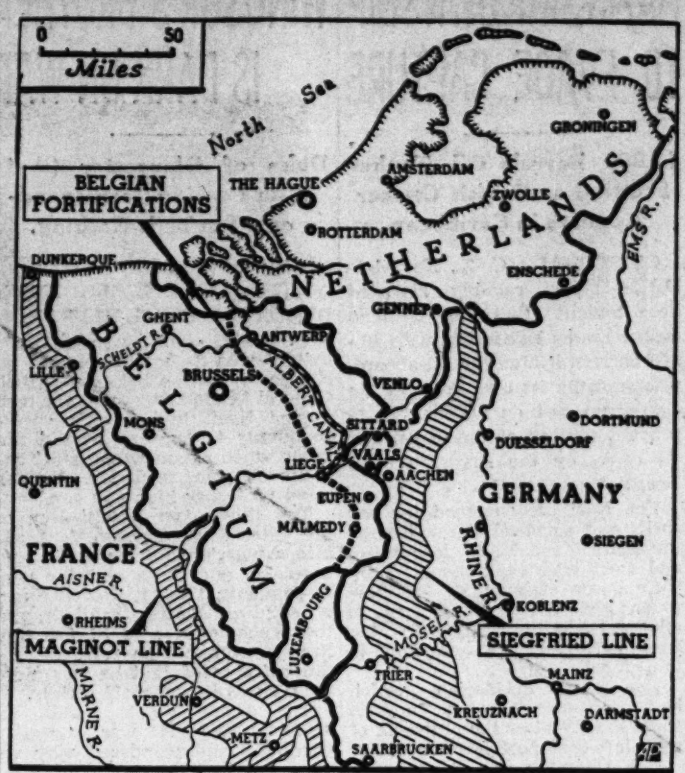 0 50
Miles
North Sea
GRONINGEN
BELGIAN
FORTIFICATIONS
AMSTERDAM
THE HAGUE
ZWOLLE
ROTTERDAM
NETHERLANDS
EMS R.
DUNKERQUE
ENSCHEDE
GENNEP
GHENT
ANTWERP
SCHELDT R.
ALBERT CANAL
LILLE
BRUSSELS
VENLO
BELGIUM
MONS
SITTARD
DORTMUND
DUESSELDORF
VAALS
LIEGE
AACHEN
QUENTIN
EUPEN
GERMANY
MALMEDY
SIEGEN
FRANCE
RHINE R.
AISNE R.
KOBLENZ
RHEIMS
LUXEMBOURG
MOSEL R.
MAGINOT LINE
SIEGFRIED LINE
TRIER
MARNE R.
MAINZ
VERDUN
KREUZNACH
DARMSTADT
METZ
SAARBRUCKEN
AP